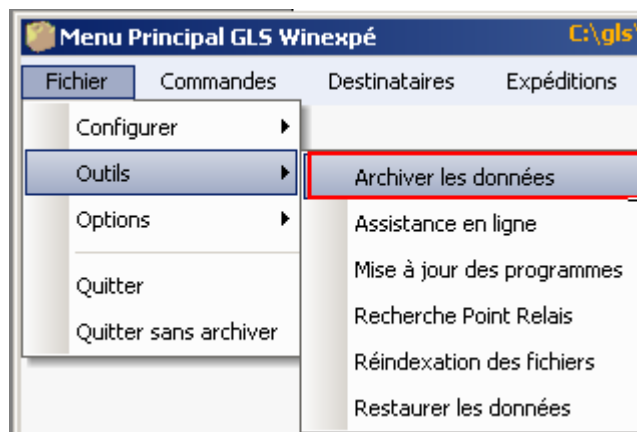 Menu Principal GLS Winexpé C:\gls\
Fichier Commandes Destinataires Expéditions
Configurer
Outils
Options
Quitter
Quitter sans archiver
Archiver les données
Assistance en ligne
Mise à jour des programmes
Recherche Point Relais
Réindexation des fichiers
Restaurer les données